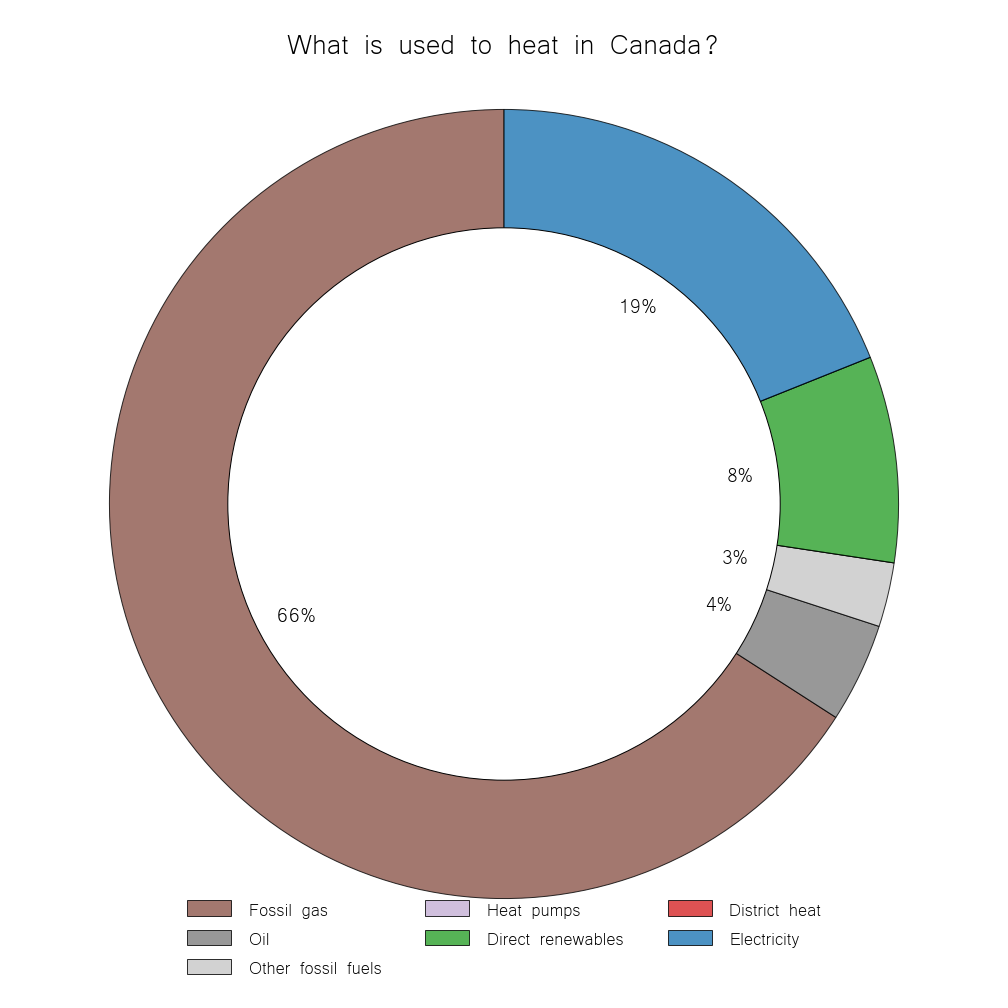 What is used to heat in Canada?
19%
8%
3%
4%
66%
Fossil gas
Heat pumps
District heat
Oil
Direct renewables
Electricity
Other fossil fuels